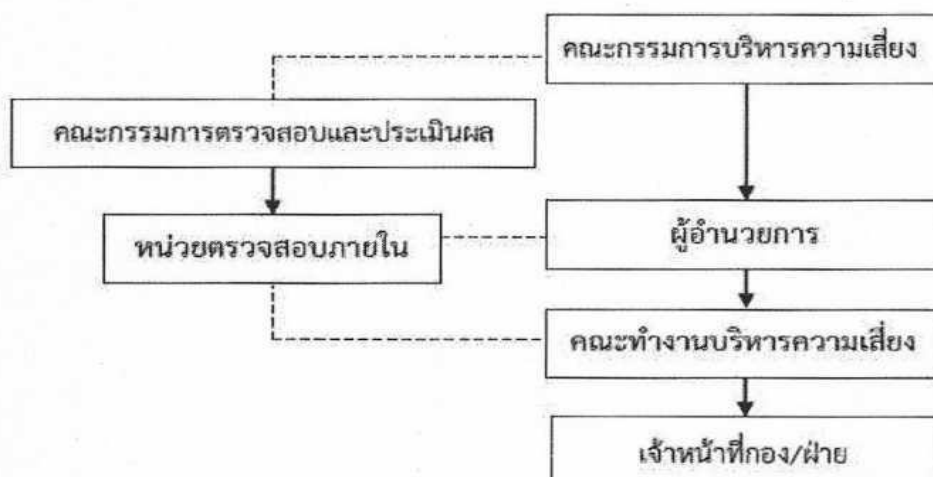 คณะกรรมการบริหารความเสี่ยง
คณะกรรมการตรวจสอบและประเมินผล
หน่วยตรวจสอบภายใน
ผู้อำนวยการ
คณะทำงานบริหารความเสี่ยง
เจ้าหน้าที่กอง/ฝ่าย